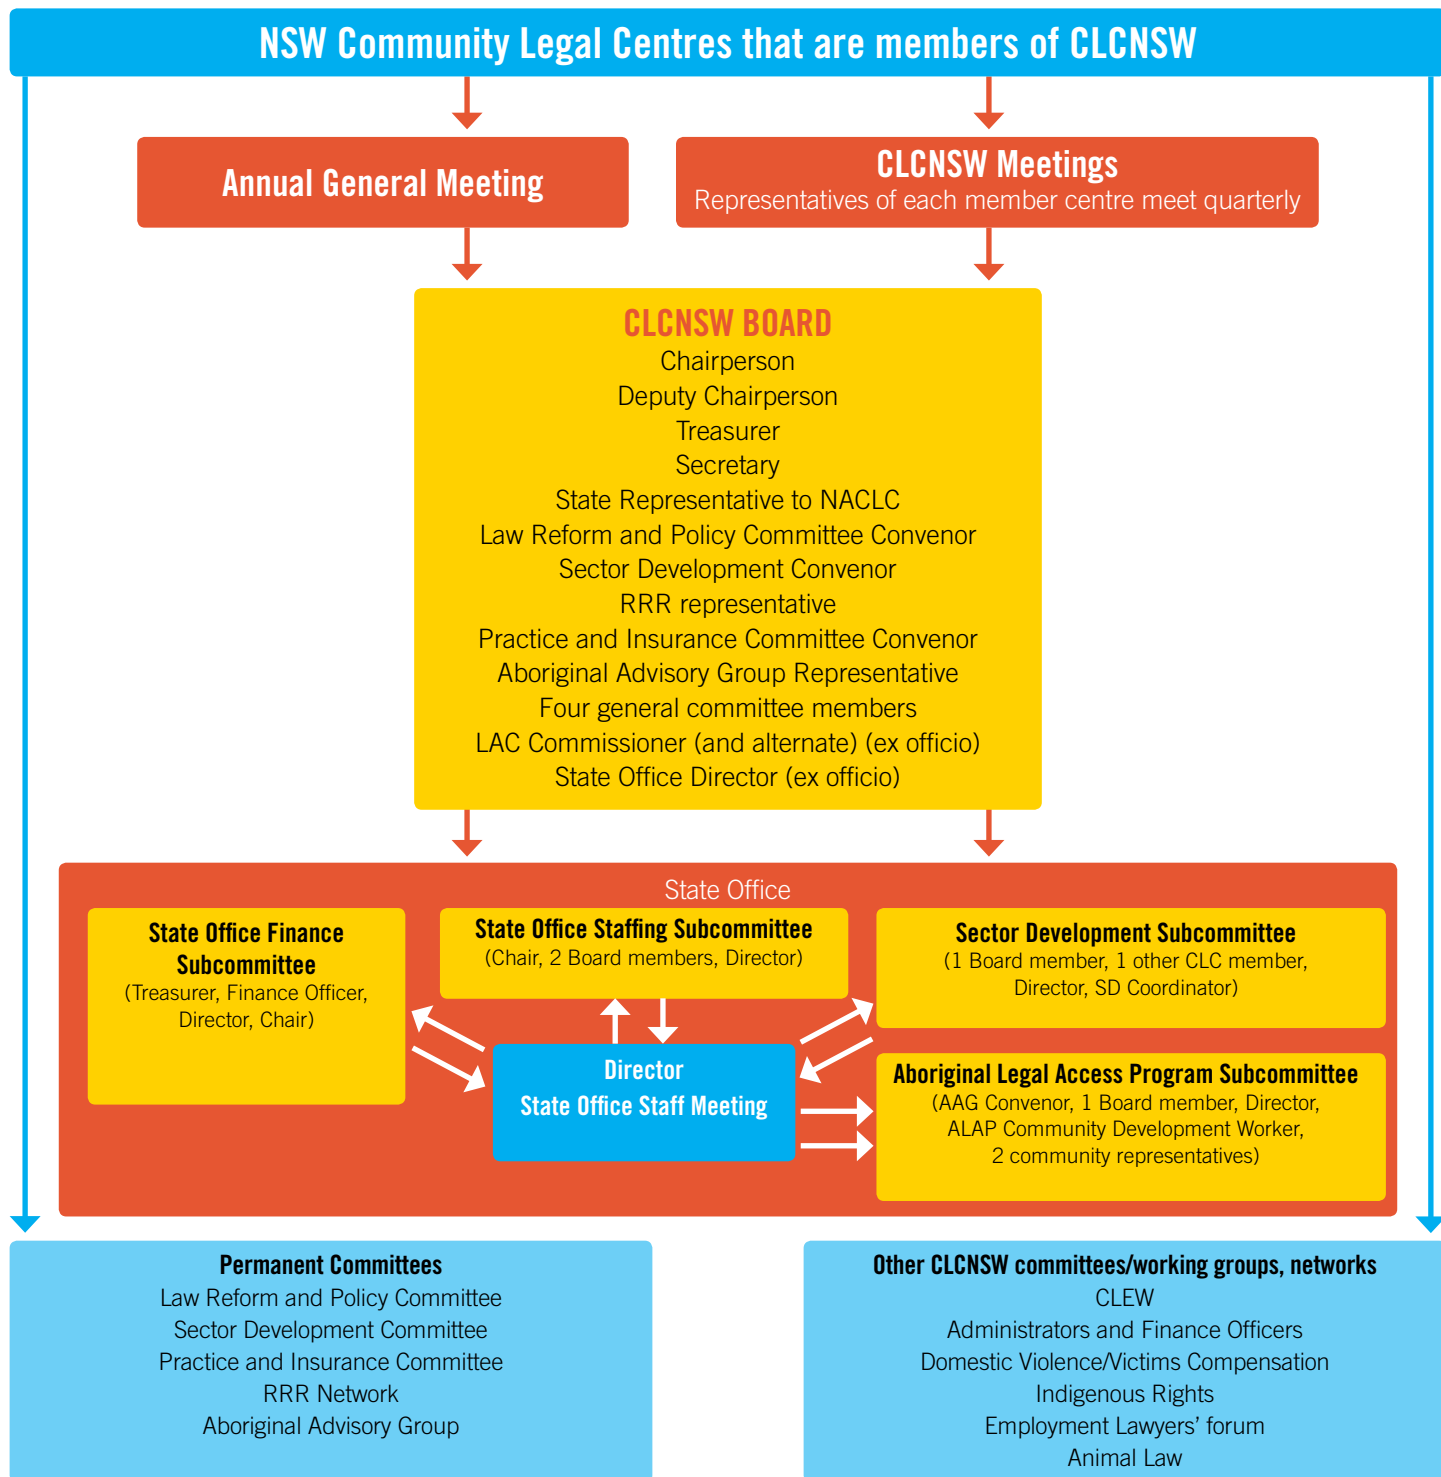 NSW Community Legal Centres that are members of CLCNSW
Annual General Meeting
CLCNSW Meetings
Representatives of each member centre meet quarterly
CLCNSW BOARD
Chairperson
Deputy Chairperson
Treasurer
Secretary
State Representative to NACLC
Law Reform and Policy Committee Convenor
Sector Development Convenor
RRR representative
Practice and Insurance Committee Convenor
Aboriginal Advisory Group Representative
Four general committee members
LAC Commissioner (and alternate) (ex officio)
State Office Director (ex officio)
State Office
State Office Finance
Subcommittee
(Treasurer, Finance Officer,
Director, Chair)
State Office Staffing Subcommittee
(Chair, 2 Board members, Director)
Sector Development Subcommittee
(1 Board member, 1 other CLC member,
Director, SD Coordinator)
Director
State Office Staff Meeting
Aboriginal Legal Access Program Subcommittee
(AAG Convenor, 1 Board member, Director,
ALAP Community Development Worker,
2 community representatives)
Permanent Committees
Law Reform and Policy Committee
Sector Development Committee
Practice and Insurance Committee
RRR Network
Aboriginal Advisory Group
Other CLCNSW committees/working groups, networks
CLEW
Administrators and Finance Officers
Domestic Violence/Victims Compensation
Indigenous Rights
Employment Lawyers’ forum
Animal Law